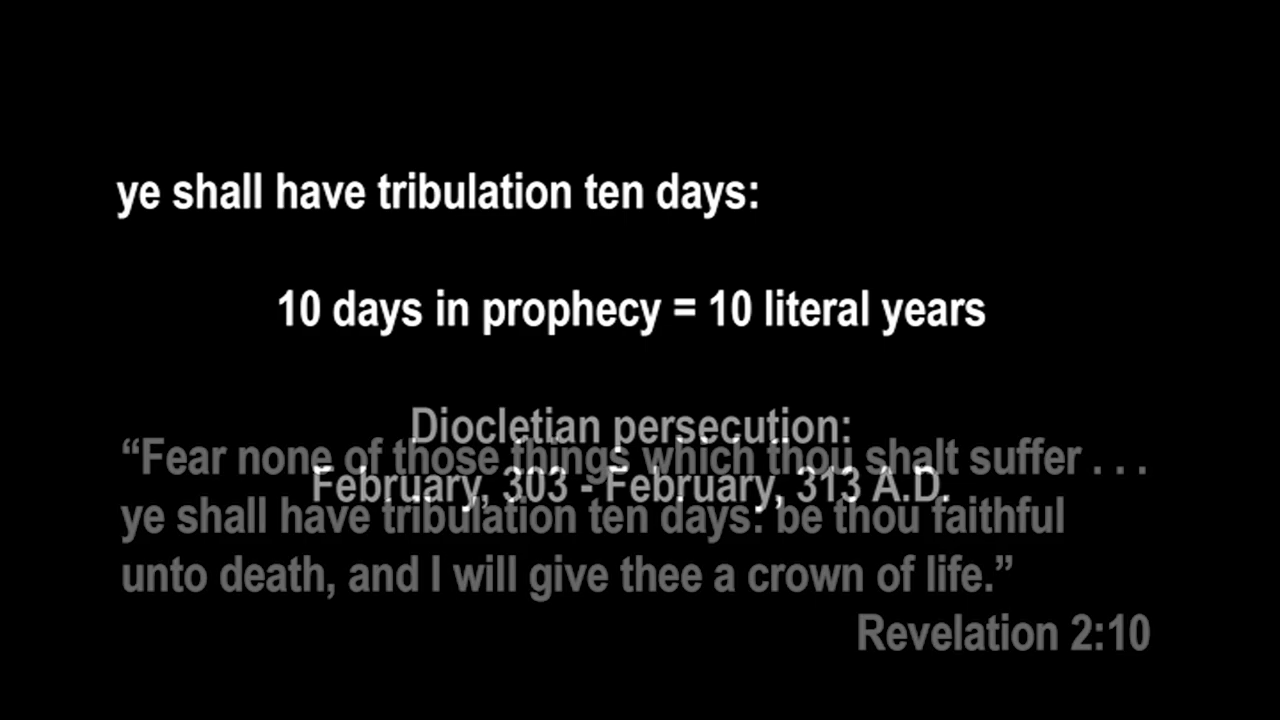 ye shall have tribulation ten days:
10 days in prophecy = 10 literal years
Diocletian persecution:
“Fear none of those things which thou shalt suffer . . .
February, 303 - February, 313 A.D.
ye shall have tribulation ten days: be thou faithful
unto death, and I will give thee a crown of life.”
Revelation 2:10